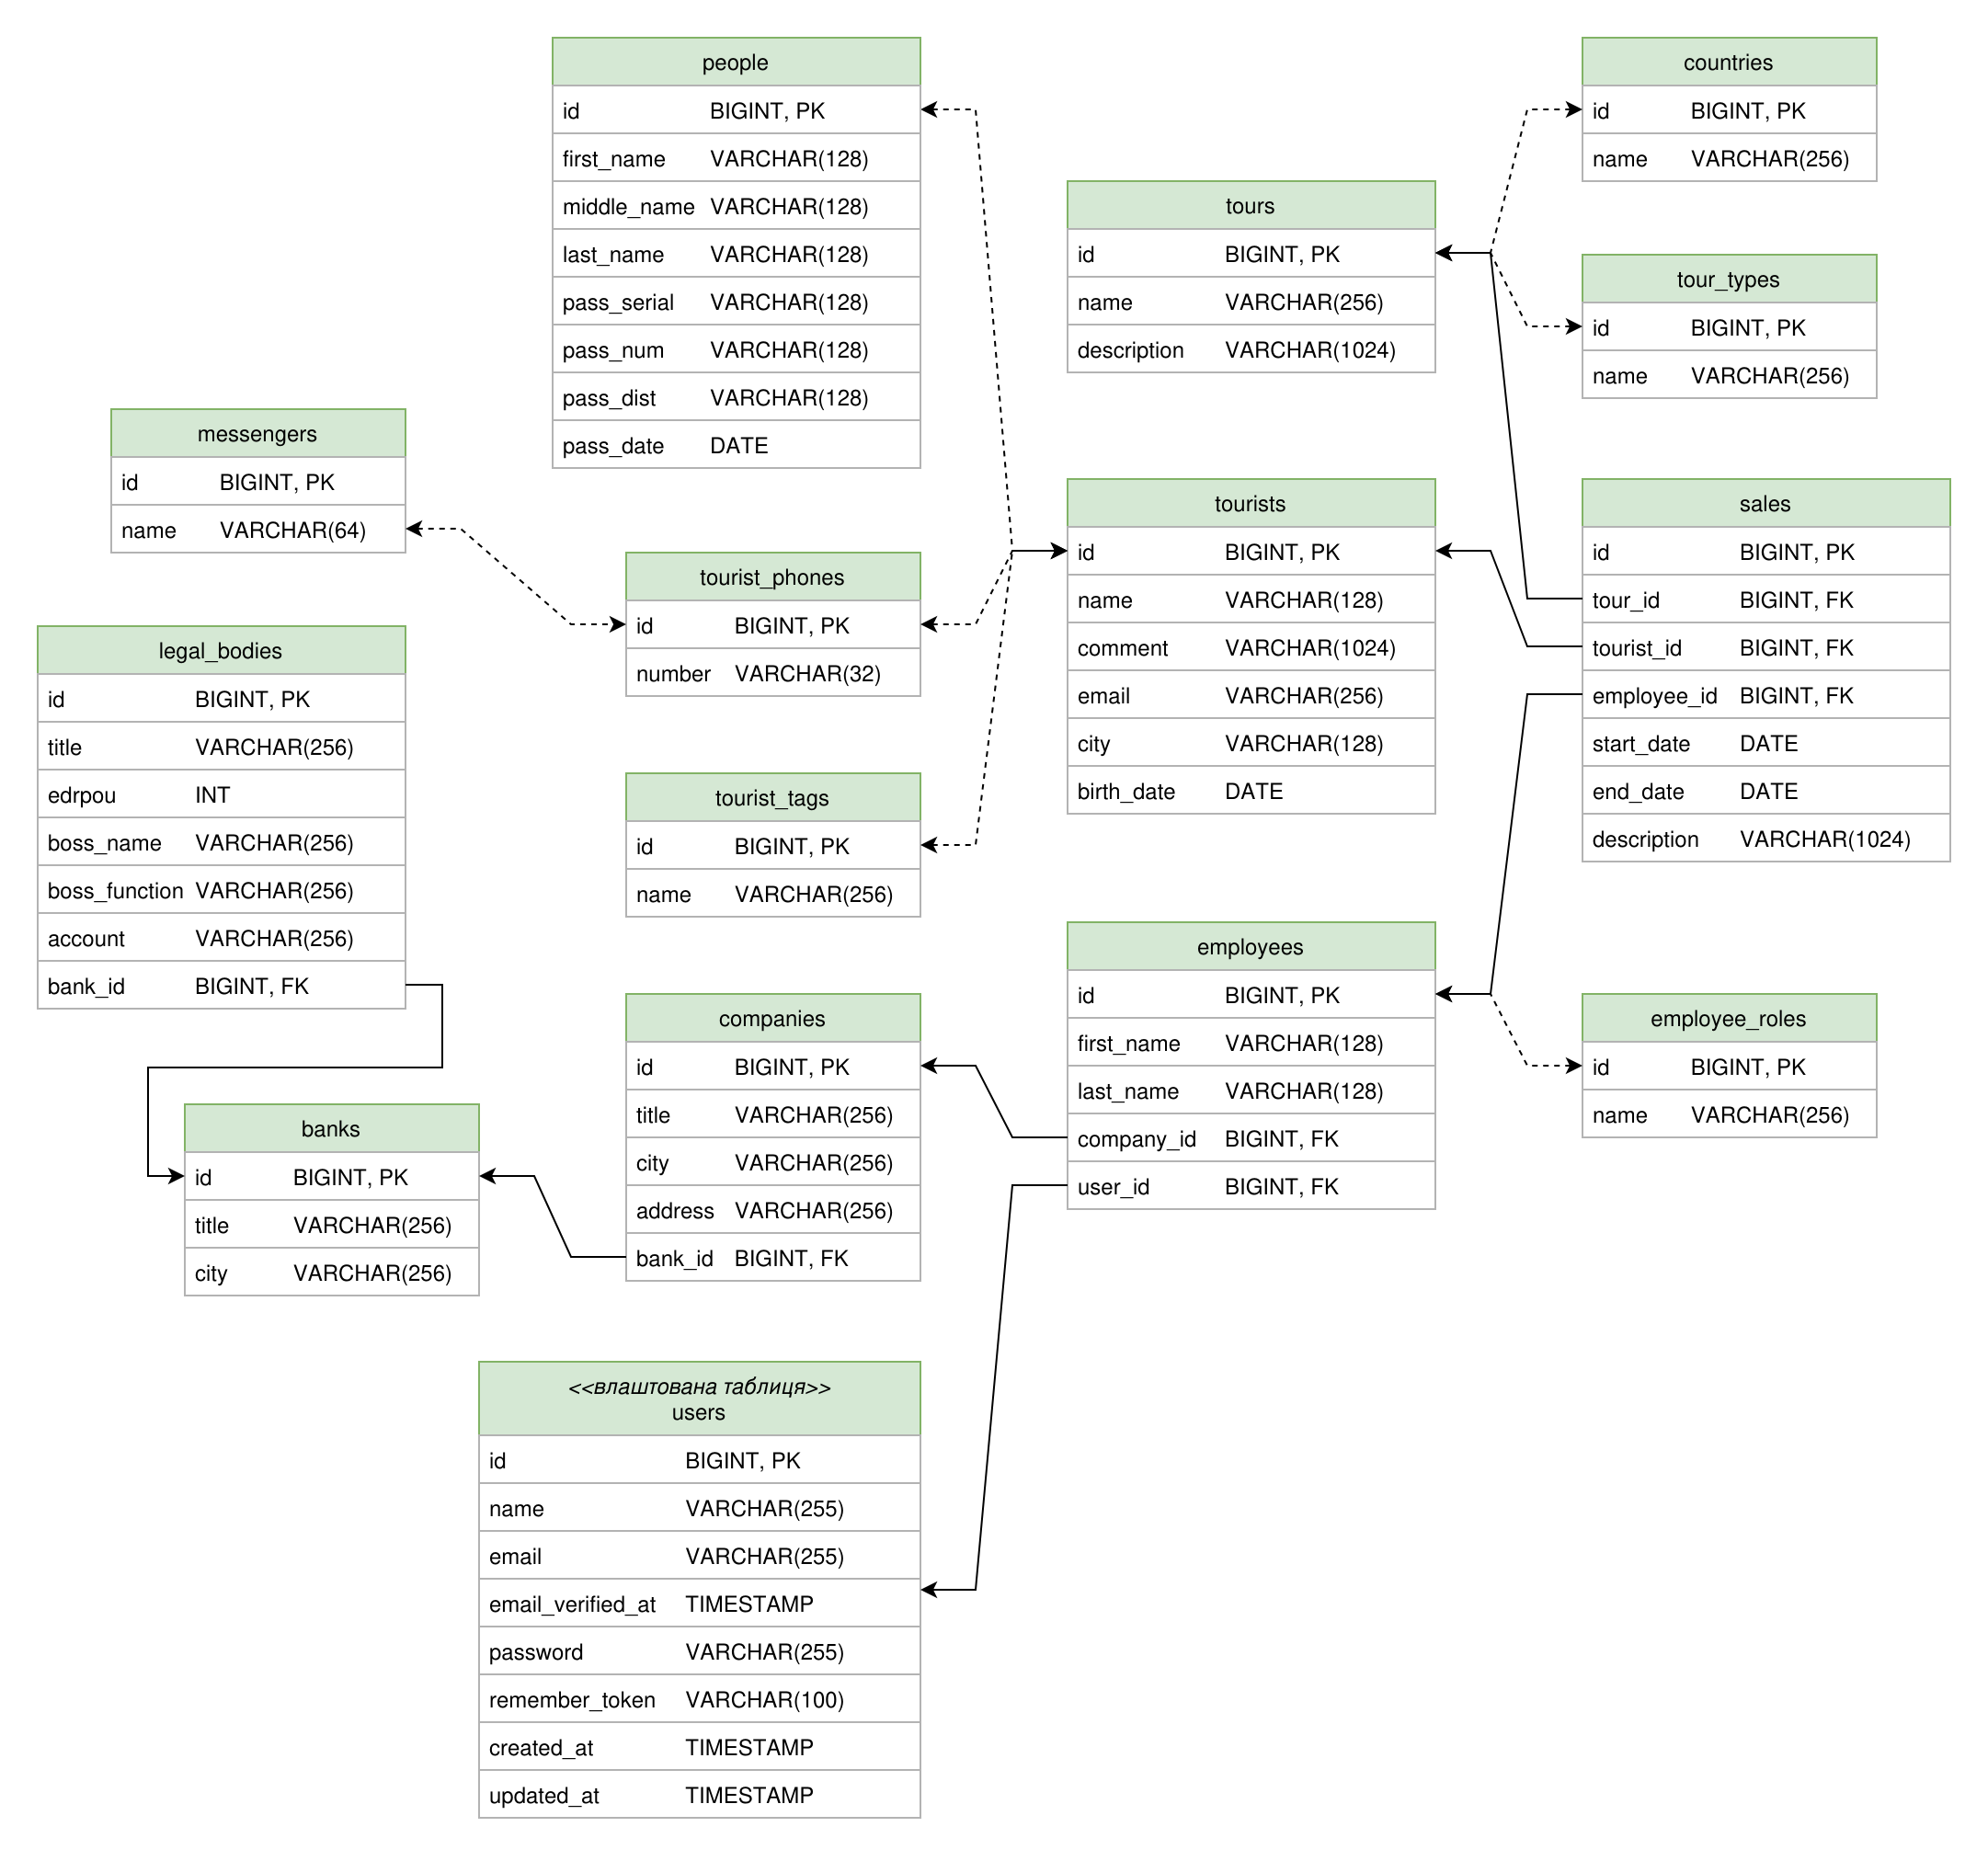 people
id BIGINT, PK
first_name VARCHAR(128)
middle_name VARCHAR(128)
last_name VARCHAR(128)
pass_serial VARCHAR(128)
pass_num VARCHAR(128)
pass_dist VARCHAR(128)
pass_date DATE
countries
id BIGINT, PK
name VARCHAR(256)
tours
id BIGINT, PK
name VARCHAR(256)
description VARCHAR(1024)
tour_types
id BIGINT, PK
name VARCHAR(256)
messengers
id BIGINT, PK
name VARCHAR(64)
tourists
id BIGINT, PK
name VARCHAR(128)
comment VARCHAR(1024)
email VARCHAR(256)
city VARCHAR(128)
birth_date DATE
sales
id BIGINT, PK
tour_id BIGINT, FK
tourist_id BIGINT, FK
employee_id BIGINT, FK
start_date DATE
end_date DATE
description VARCHAR(1024)
tourist_phones
id BIGINT, PK
number VARCHAR(32)
legal_bodies
id BIGINT, PK
title VARCHAR(256)
edrpou INT
boss_name VARCHAR(256)
boss_function VARCHAR(256)
account VARCHAR(256)
bank_id BIGINT, FK
tourist_tags
id BIGINT, PK
name VARCHAR(256)
employees
id BIGINT, PK
first_name VARCHAR(128)
last_name VARCHAR(128)
company_id BIGINT, FK
user_id BIGINT, FK
companies
id BIGINT, PK
title VARCHAR(256)
city VARCHAR(256)
address VARCHAR(256)
bank_id BIGINT, FK
employee_roles
id BIGINT, PK
name VARCHAR(256)
banks
id BIGINT, PK
title VARCHAR(256)
city VARCHAR(256)
<<влаштована таблиця>>
users
id BIGINT, PK
name VARCHAR(255)
email VARCHAR(255)
email_verified_at TIMESTAMP
password VARCHAR(255)
remember_token VARCHAR(100)
created_at TIMESTAMP
updated_at TIMESTAMP